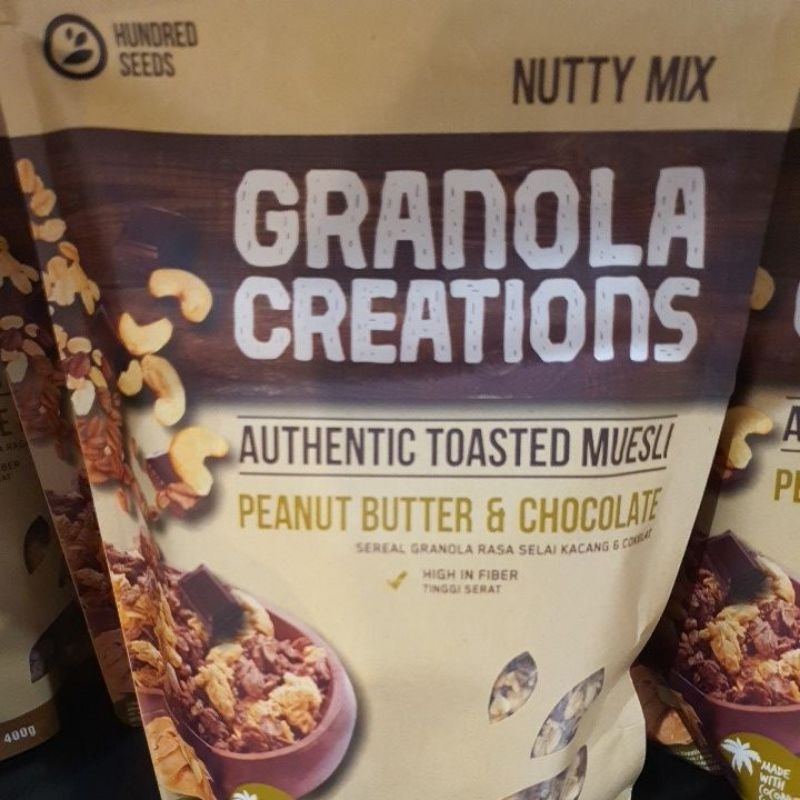 HUNDRED
SEEDS
NUTTY MIX
GRANOLA
CREATIONS
AUTHENTIC TOASTED MUESLI
PEANUT BUTTER & CHOCOLATE
SEREAL GRANOLA RASA SELAI KACANG & COKELAT
HIGH IN FIBER
TINGGI SERAT
400g
MADE
WITH